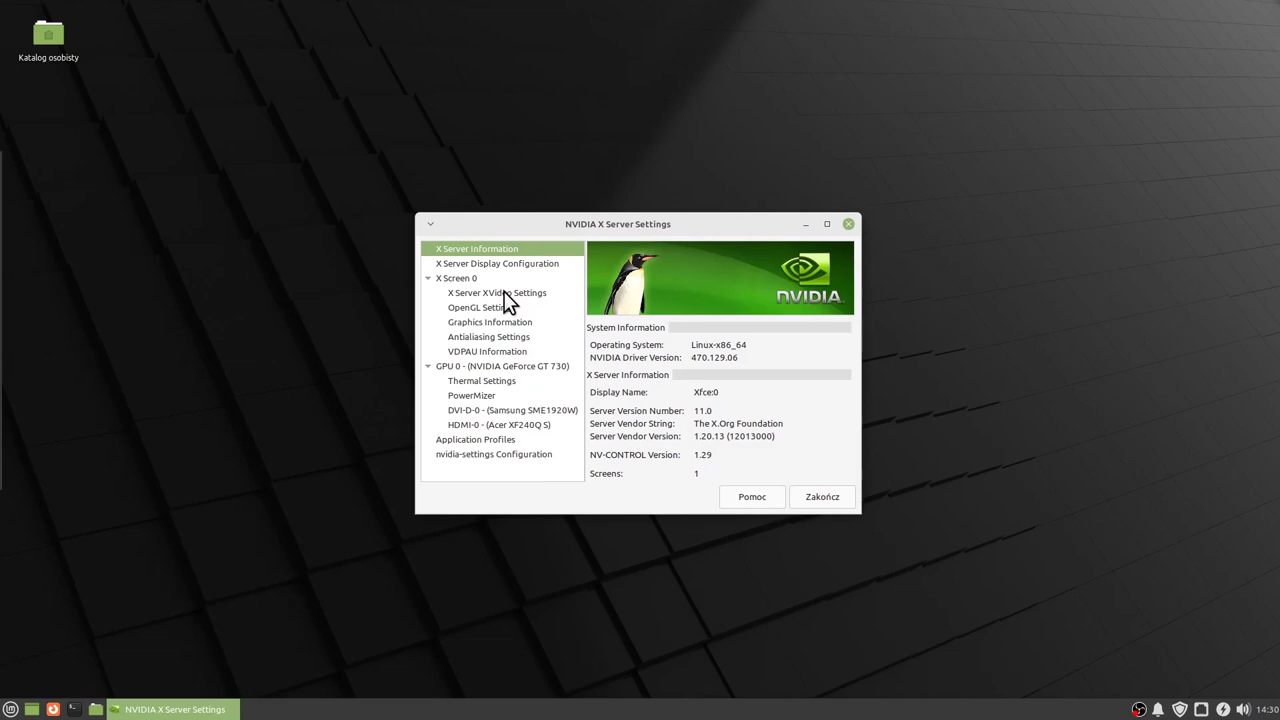 Katalog osobisty
NVIDIA X Server Settings
X Server Information
X Server Display Configuration
X Screen 0
X Server XVideo Settings
OpenGL Settings
Graphics Information
Antialiasing Settings
VDPAU Information
GPU 0 - (NVIDIA GeForce GT 730)
Thermal Settings
PowerMizer
DVI-D-0 - (Samsung SME1920W)
HDMI-0 - (Acer XF240Q S)
Application Profiles
nvidia-settings Configuration
NVIDIA
System Information
Operating System: Linux-x86_64
NVIDIA Driver Version: 470.129.06
X Server Information
Display Name: Xfce:0
Server Version Number: 11.0
Server Vendor String: The X.Org Foundation
Server Vendor Version: 1.20.13 (12013000)
NV-CONTROL Version: 1.29
Screens: 1
Pomoc
Zakończ
NVIDIA X Server Settings
14:30